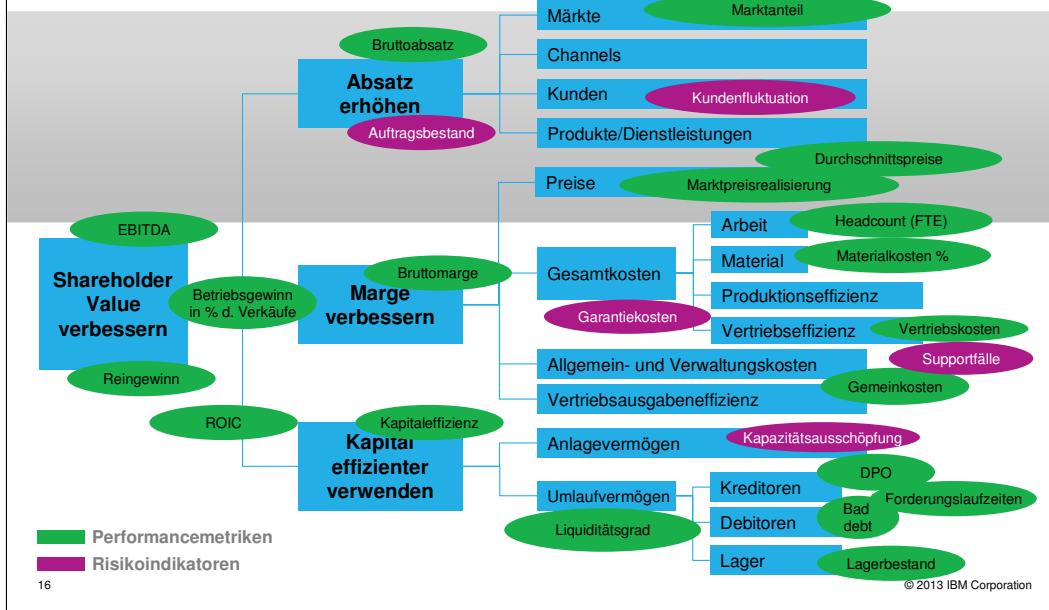 Märkte
Marktanteil
Bruttoabsatz
Channels
Absatz
erhöhen
Kunden
Kundenfluktuation
Auftragsbestand
Produkte/Dienstleistungen
Durchschnittspreise
Preise
Marktpreisrealisierung
EBITDA
Arbeit
Headcount (FTE)
Shareholder
Value
verbessern
Betriebsgewinn
in % d. Verkäufe
Bruttomarge
Marge
verbessern
Gesamtkosten
Material
Materialkosten %
Produktionseffizienz
Garantiekosten
Vertriebseffizienz
Vertriebskosten
Allgemein- und Verwaltungskosten
Supportfälle
Reingewinn
Vertriebsausgabeneffizienz
Gemeinkosten
ROIC
Kapitaleffizienz
Kapital
effizienter
verwenden
Anlagevermögen
Kapazitätsausschöpfung
Umlaufvermögen
Liquiditätsgrad
Kreditoren
DPO
Forderungslaufzeiten
Debitoren
Bad
debt
Lager
Lagerbestand
Performancemetriken
Risikoindikatoren
16
© 2013 IBM Corporation